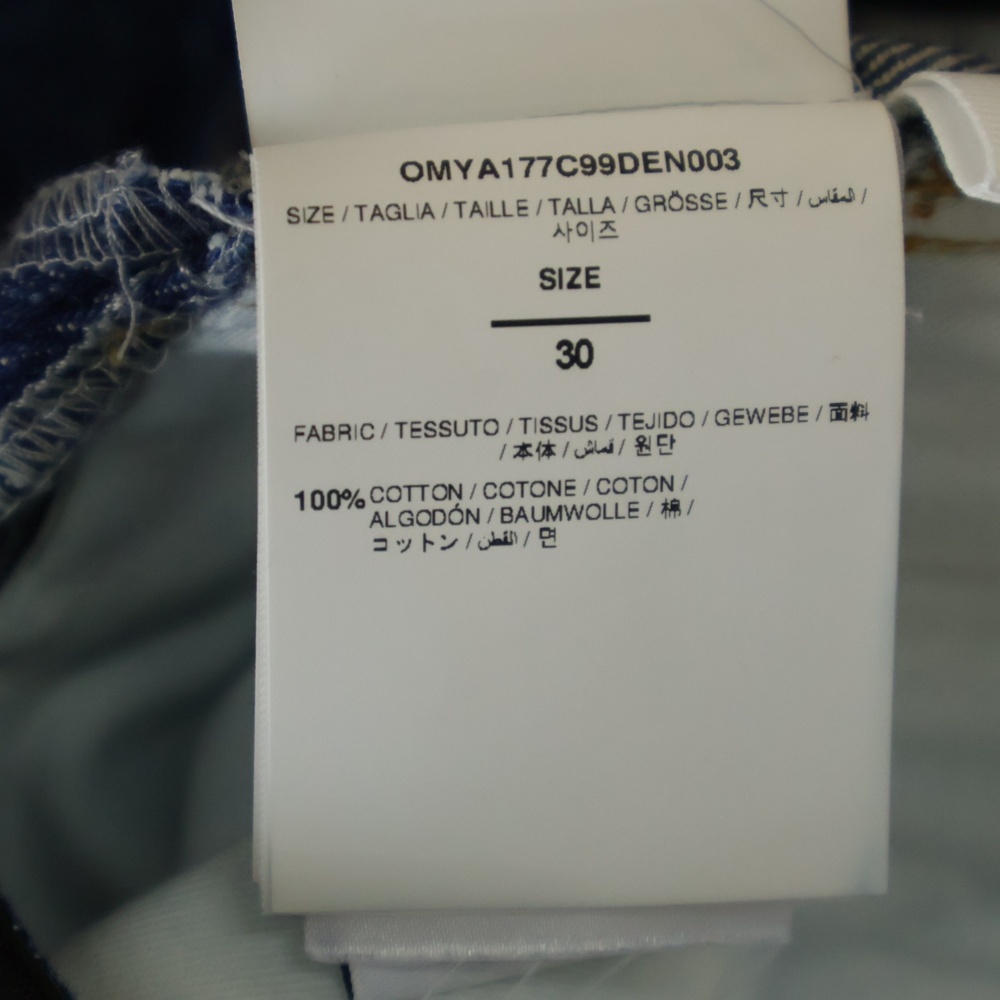 OMYA177C99DEN003
SIZE / TAGLIA / TAILLE / TALLA / GRÖSSE / 尺寸 / المقاس /
사이즈
SIZE
30
FABRIC / TESSUTO / TISSUS / TEJIDO / GEWEBE / 面料
/ 本体 / قماش / 원단
100% COTTON / COTONE / COTON /
ALGODÓN / BAUMWOLLE / 棉 /
コットン / القطن / 면